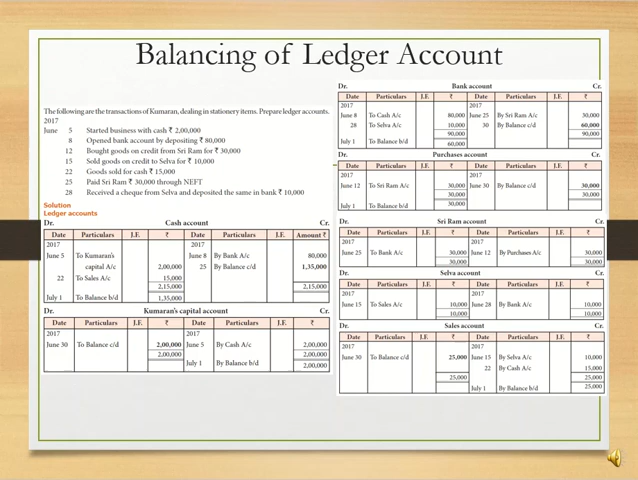 Balancing of Ledger Account
The following are the transactions of Kumaran, dealing in stationery items. Prepare ledger accounts.
2017
June 5 Started business with cash ₹ 2,00,000
8 Opened bank account by depositing ₹ 80,000
12 Bought goods on credit from Sri Ram for ₹ 30,000
15 Sold goods on credit to Selva for ₹ 10,000
22 Goods sold for cash ₹ 15,000
25 Paid Sri Ram ₹ 30,000 through NEFT
28 Received a cheque from Selva and deposited the same in bank ₹ 10,000
Solution
Ledger accounts
Dr. Cash account Cr.
Date Particulars J.F. ₹ Date Particulars J.F. Amount ₹
2017 2017
June 5 To Kumaran's June 8 By Bank A/c 80,000
capital A/c 2,00,000 25 By Balance c/d 1,35,000
22 To Sales A/c 15,000
2,15,000 2,15,000
July 1 To Balance b/d 1,35,000
Dr. Kumaran's capital account Cr.
Date Particulars J.F. ₹ Date Particulars J.F. ₹
2017 2017
June 30 To Balance c/d 2,00,000 June 5 By Cash A/c 2,00,000
2,00,000 2,00,000
July 1 By Balance b/d 2,00,000
Dr. Bank account Cr.
Date Particulars J.F. ₹ Date Particulars J.F. ₹
2017 2017
June 8 To Cash A/c 80,000 June 25 By Sri Ram A/c 30,000
28 To Selva A/c 10,000 30 By Balance c/d 60,000
90,000 90,000
July 1 To Balance b/d 60,000
Dr. Purchases account Cr.
Date Particulars J.F. ₹ Date Particulars J.F. ₹
2017 2017
June 12 To Sri Ram A/c 30,000 June 30 By Balance c/d 30,000
30,000 30,000
July 1 To Balance b/d 30,000
Dr. Sri Ram account Cr.
Date Particulars J.F. ₹ Date Particulars J.F. ₹
2017 2017
June 25 To Bank A/c 30,000 June 12 By Purchases A/c 30,000
30,000 30,000
Dr. Selva account Cr.
Date Particulars J.F. ₹ Date Particulars J.F. ₹
2017 2017
June 15 To Sales A/c 10,000 June 28 By Bank A/c 10,000
10,000 10,000
Dr. Sales account Cr.
Date Particulars J.F. ₹ Date Particulars J.F. ₹
2017 2017
June 30 To Balance c/d 25,000 June 15 By Selva A/c 10,000
22 By Cash A/c 15,000
25,000 25,000
July 1 By Balance b/d 25,000